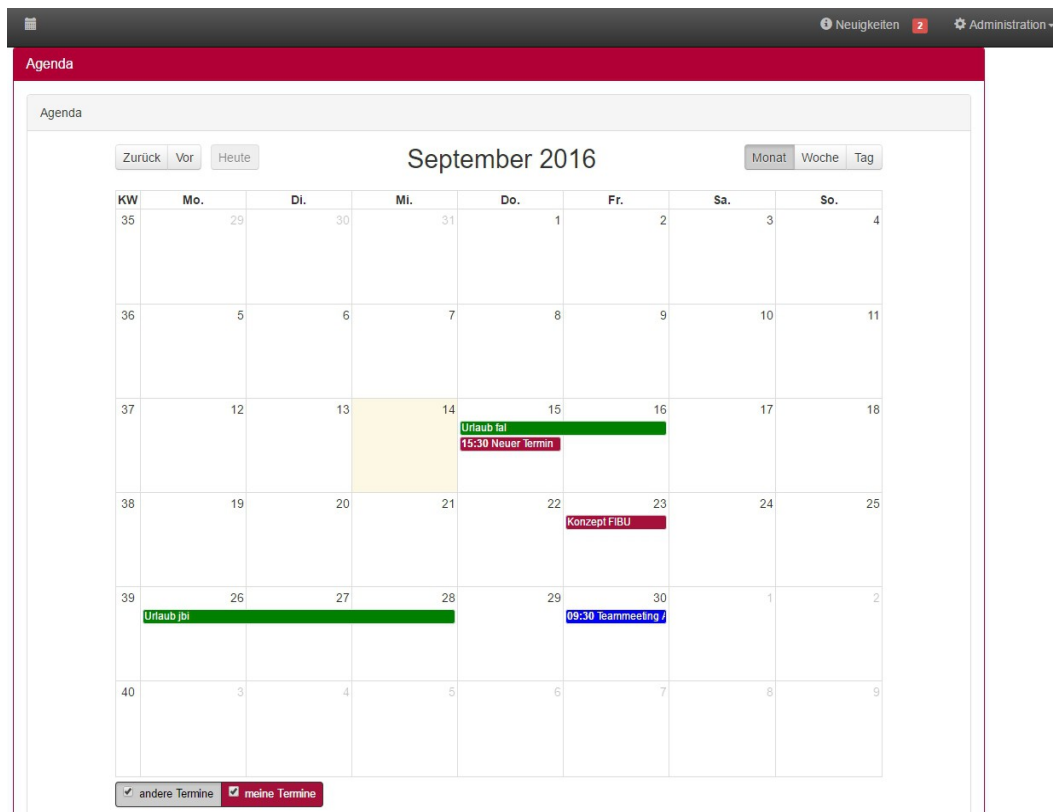 Neuigkeiten 2 Administration
Agenda
Agenda
Zurück Vor Heute September 2016 Monat Woche Tag
KW Mo. Di. Mi. Do. Fr. Sa. So.
35 29 30 31 1 2 3 4
36 5 6 7 8 9 10 11
37 12 13 14 15 16 17 18
Urlaub fal
15:30 Neuer Termin
38 19 20 21 22 23 24 25
Konzept FIBU
39 26 27 28 29 30 1 2
Urlaub jbi 09:30 Teammeeting
40 3 4 5 6 7 8 9
andere Termine meine Termine